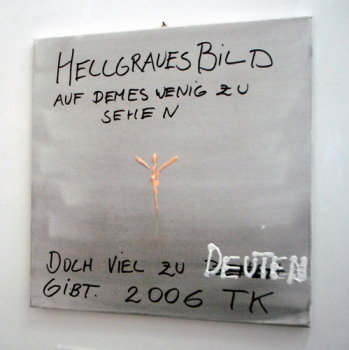 HELLGRAUES BILD
AUF DEM ES WENIG ZU
SEHEN
DOCH VIEL ZU DEUTEN
GIBT. 2006 TK